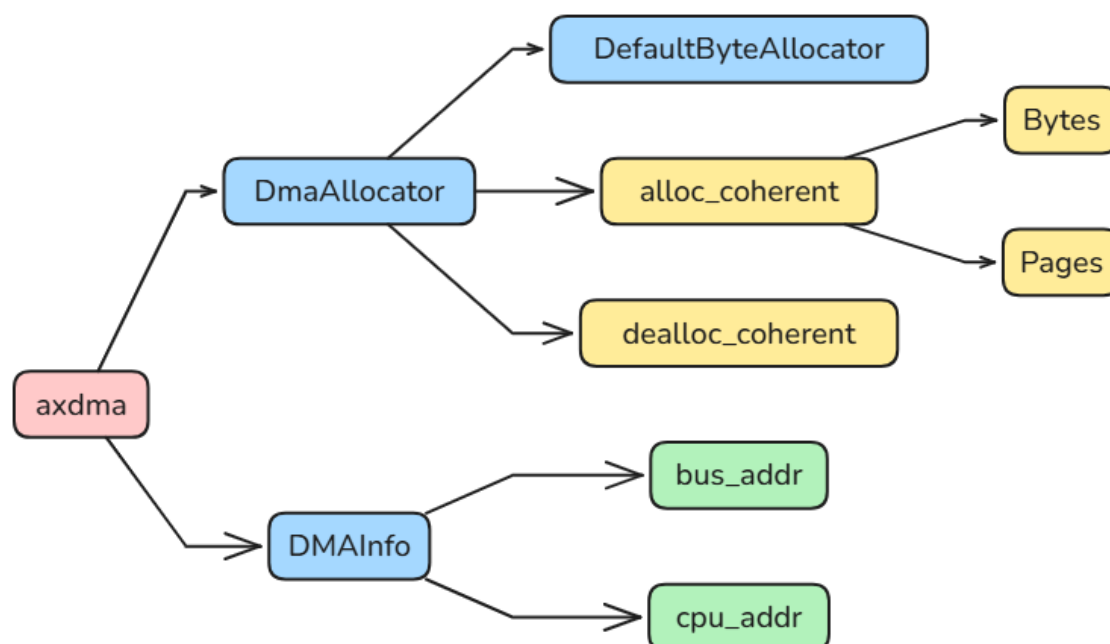 DefaultByteAllocator
Bytes
DmaAllocator
alloc_coherent
Pages
dealloc_coherent
axdma
bus_addr
DMAInfo
cpu_addr